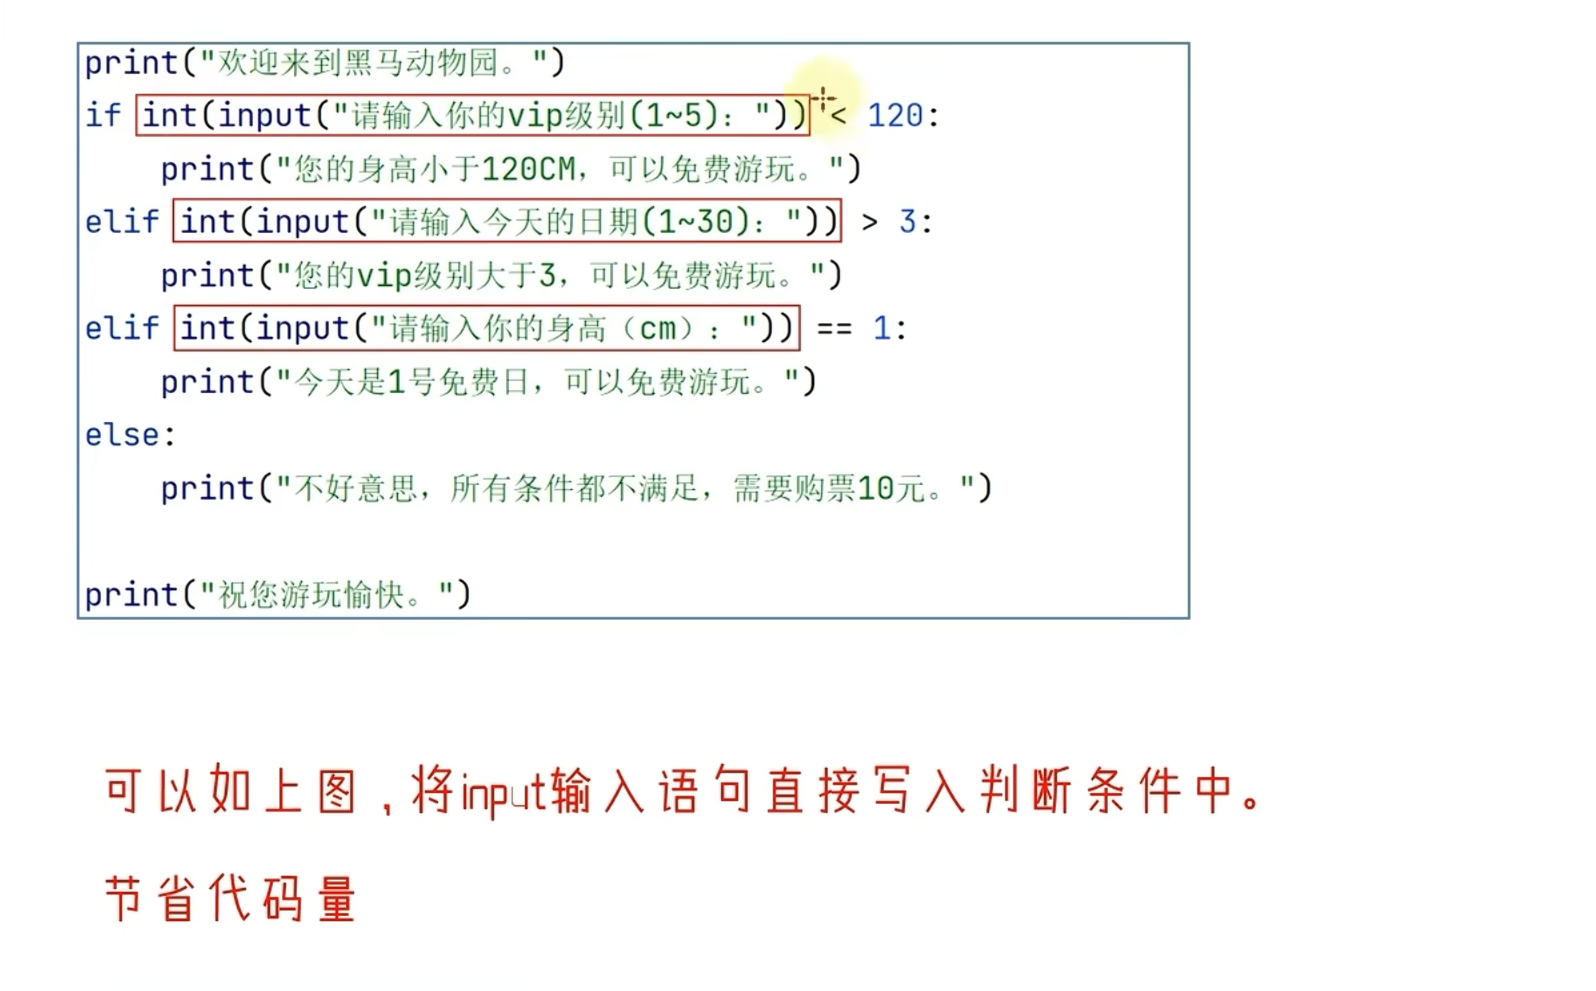 print("欢迎来到黑马动物园。")
if int(input("请输入你的vip级别(1~5)：")) < 120:
    print("您的身高小于120CM，可以免费游玩。")
elif int(input("请输入今天的日期(1~30)：")) > 3:
    print("您的vip级别大于3，可以免费游玩。")
elif int(input("请输入你的身高（cm）：")) == 1:
    print("今天是1号免费日，可以免费游玩。")
else:
    print("不好意思，所有条件都不满足，需要购票10元。")
print("祝您游玩愉快。")
可以如上图，将input输入语句直接写入判断条件中。
节省代码量